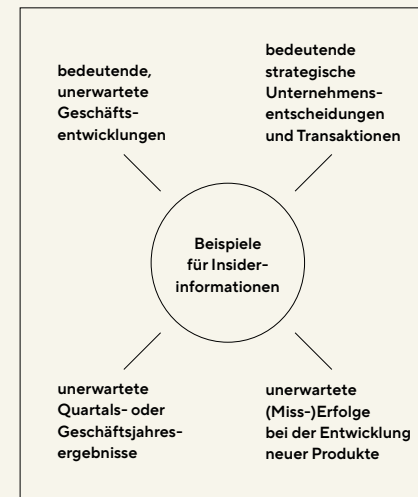 bedeutende,
unerwartete
Geschäfts-
entwicklungen
bedeutende
strategische
Unternehmens-
entscheidungen
und Transaktionen
Beispiele
für Insider-
informationen
unerwartete
Quartals- oder
Geschäftsjahres-
ergebnisse
unerwartete
(Miss-)Erfolge
bei der Entwicklung
neuer Produkte